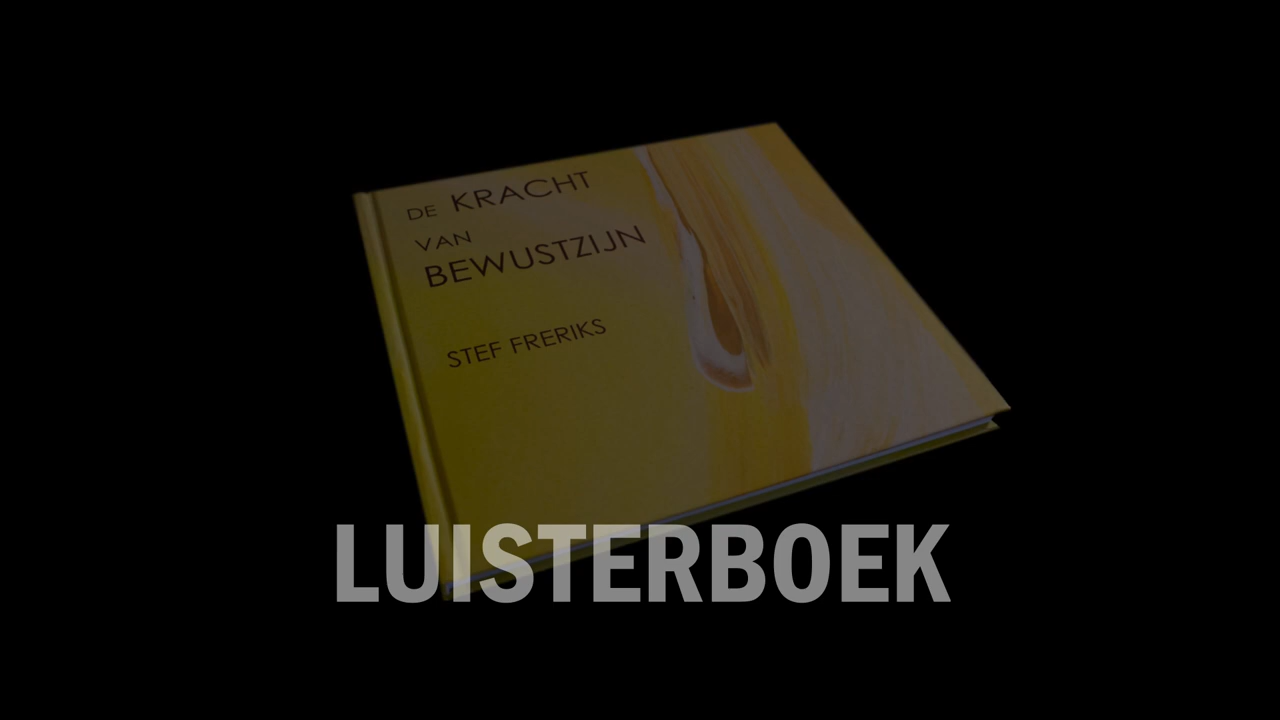 DE KRACHT
VAN
BEWUSTZIJN
STEF FRERIKS
LUISTERBOEK